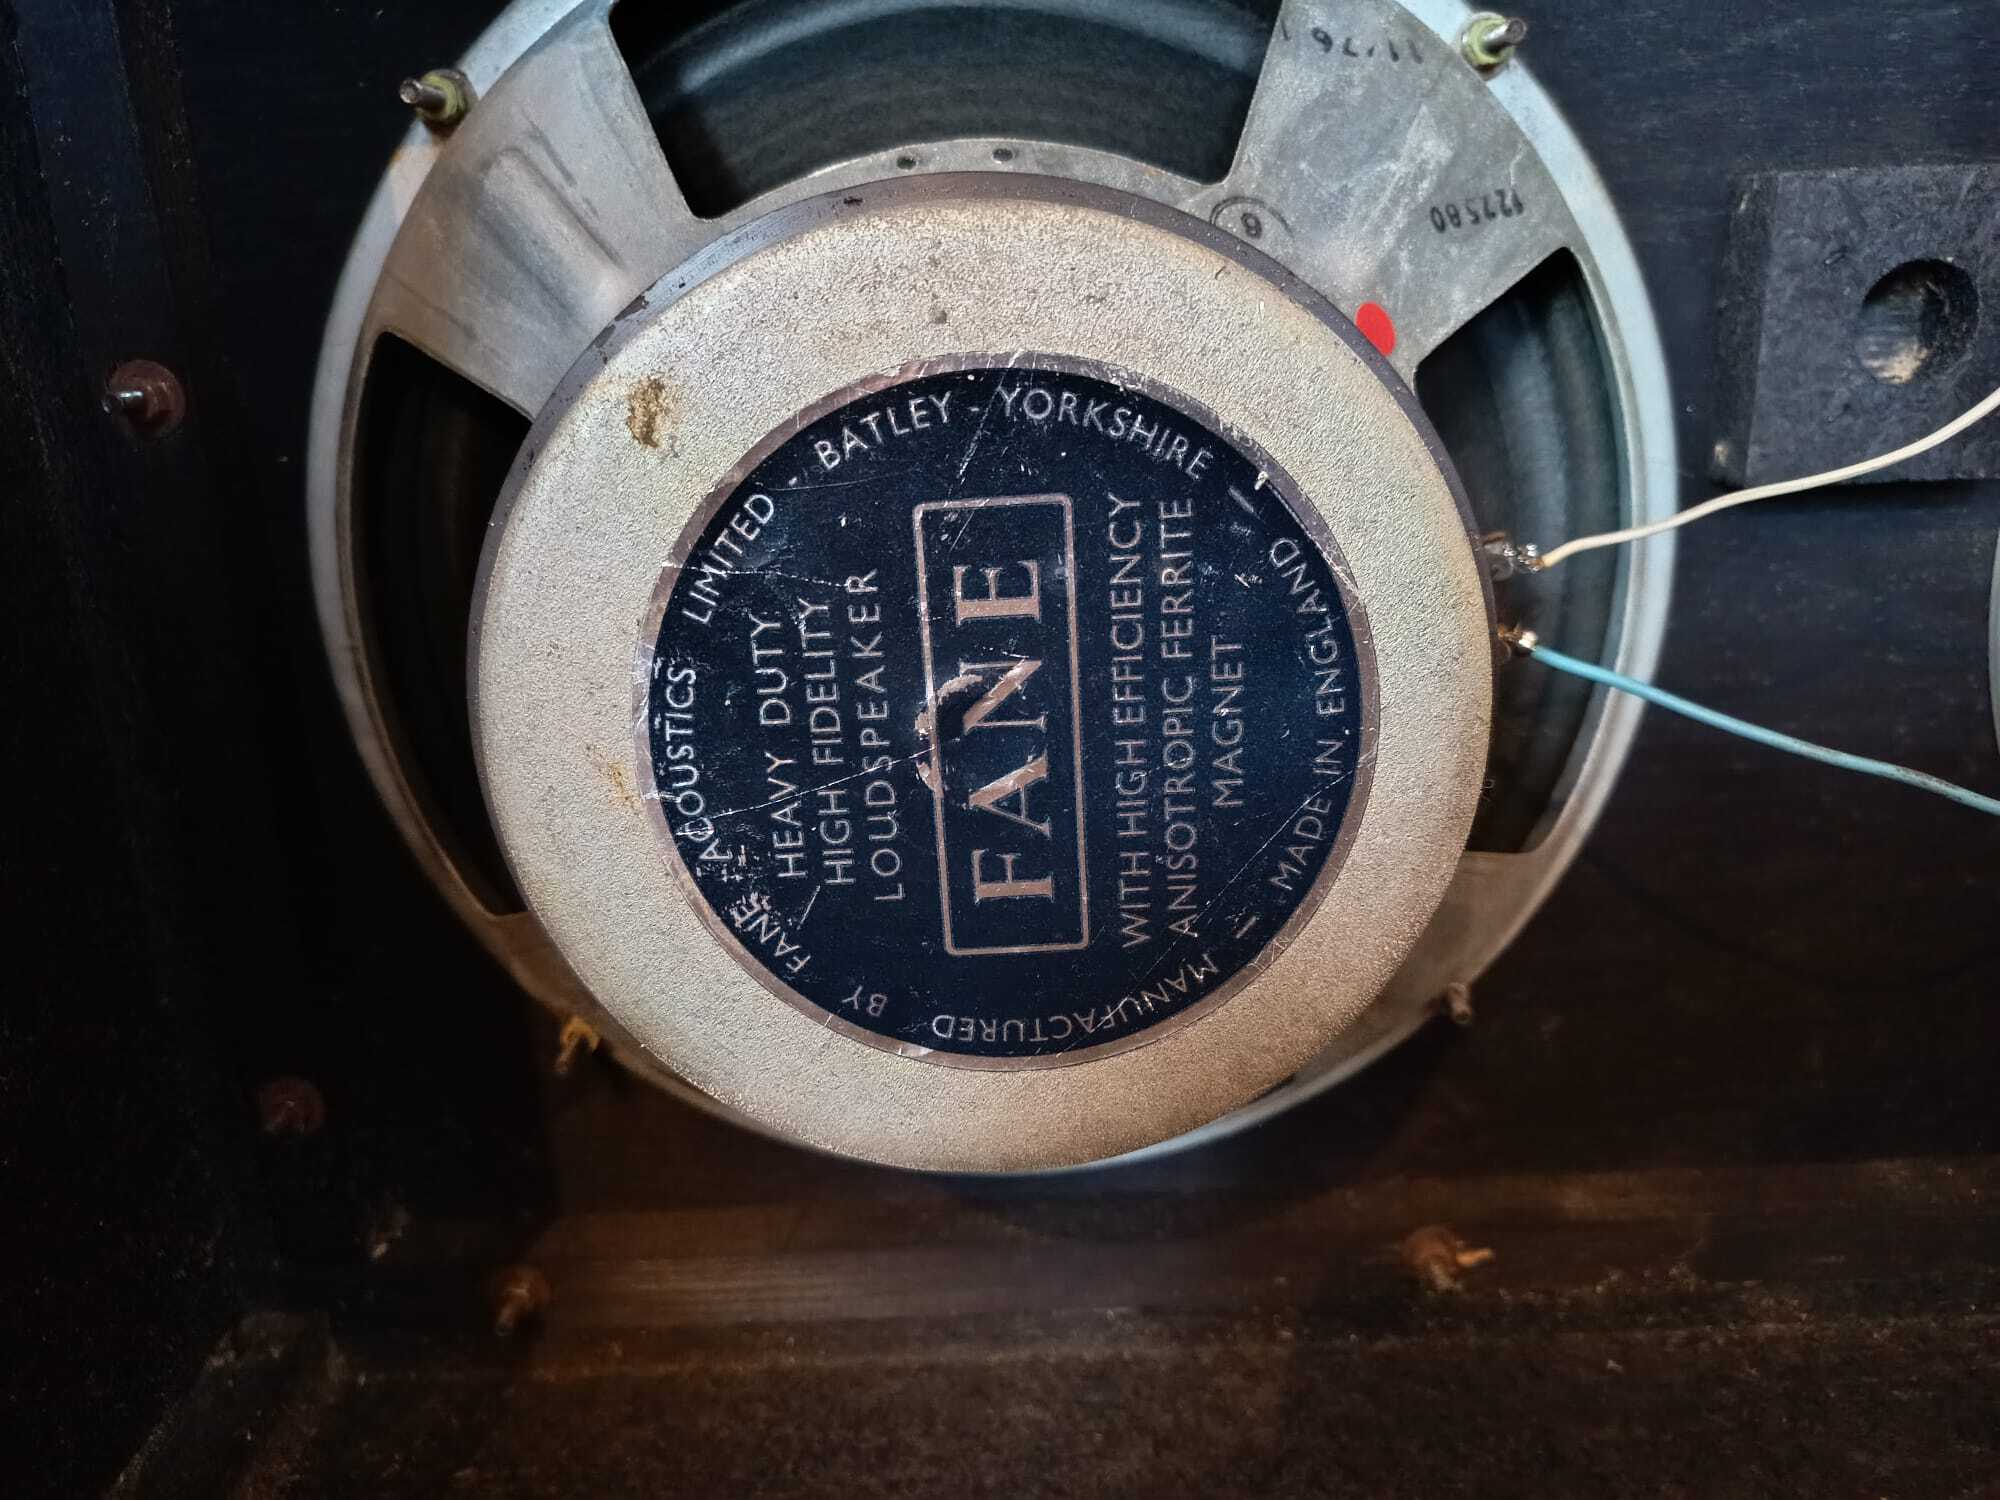 MANUFACTURED BY FANE ACOUSTICS LIMITED - BATLEY - YORKSHIRE
HEAVY DUTY
HIGH FIDELITY
LOUDSPEAKER
FANE
WITH HIGH EFFICIENCY
ANISOTROPIC FERRITE
MAGNET
— MADE IN ENGLAND —
122580